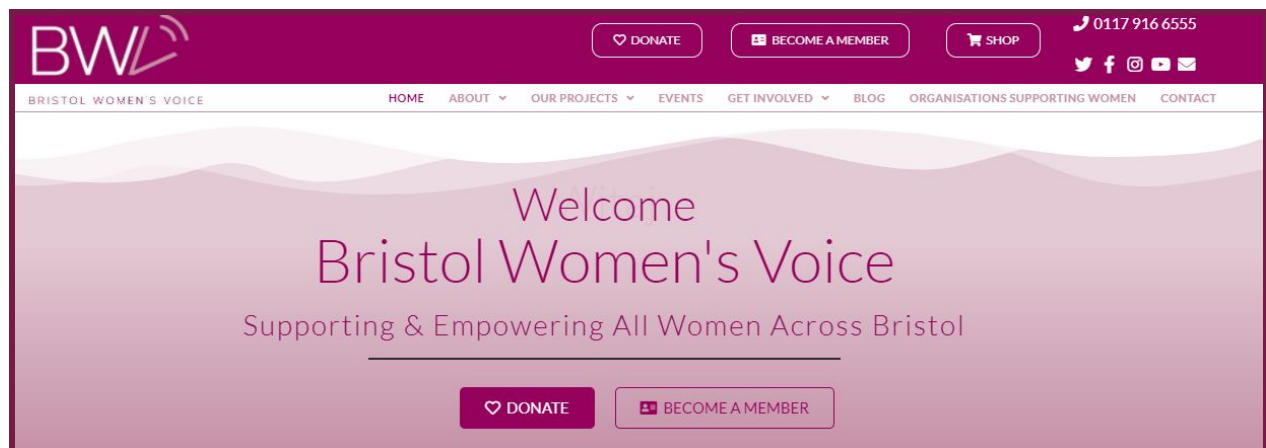 BWV
DONATE
BECOME A MEMBER
SHOP
0117 916 6555
BRISTOL WOMEN'S VOICE
HOME ABOUT OUR PROJECTS EVENTS GET INVOLVED BLOG ORGANISATIONS SUPPORTING WOMEN CONTACT
Welcome
Bristol Women's Voice
Supporting & Empowering All Women Across Bristol
DONATE
BECOME A MEMBER